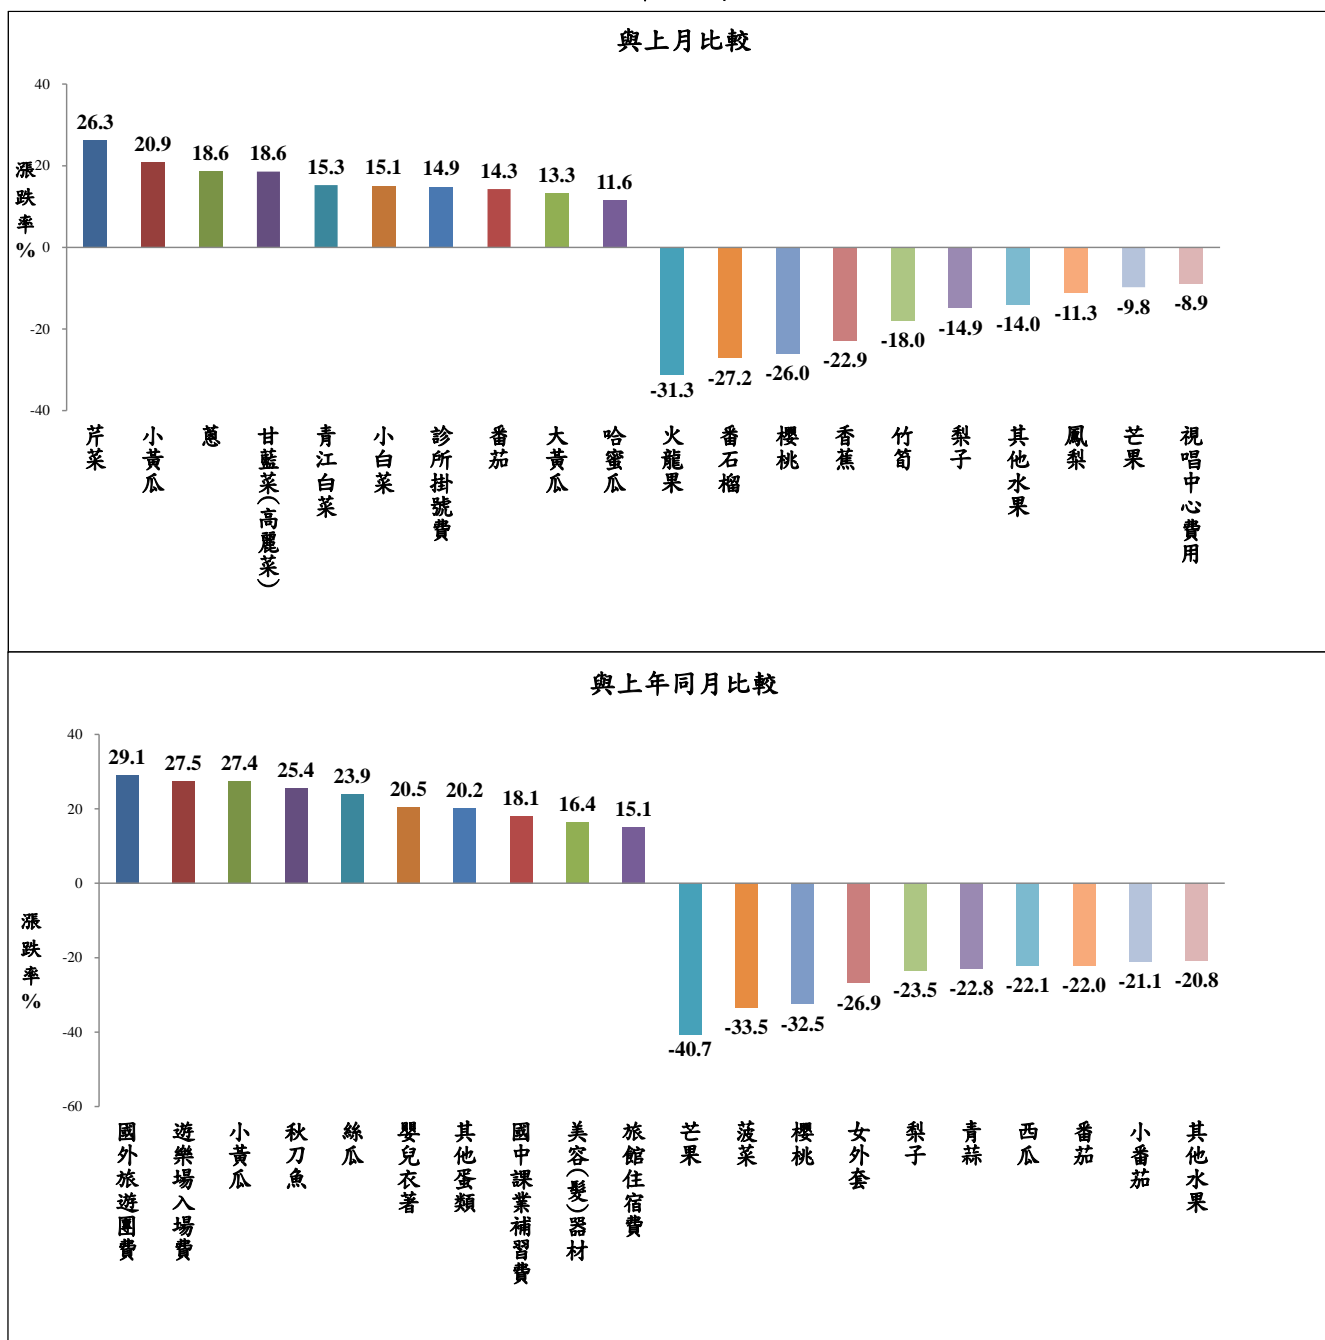 與上月比較
漲跌率%
40
20
0
-20
-40
26.3
20.9
18.6
18.6
15.3
15.1
14.9
14.3
13.3
11.6
-31.3
-27.2
-26.0
-22.9
-18.0
-14.9
-14.0
-11.3
-9.8
-8.9
芹菜
小黃瓜
蔥
甘藍菜(高麗菜)
青江白菜
小白菜
診所掛號費
番茄
大黃瓜
哈蜜瓜
火龍果
番石榴
櫻桃
香蕉
竹筍
梨子
其他水果
鳳梨
芒果
視唱中心費用
與上年同月比較
漲跌率%
40
20
0
-20
-40
-60
29.1
27.5
27.4
25.4
23.9
20.5
20.2
18.1
16.4
15.1
-40.7
-33.5
-32.5
-26.9
-23.5
-22.8
-22.1
-22.0
-21.1
-20.8
國外旅遊團費
遊樂場入場費
小黃瓜
秋刀魚
絲瓜
嬰兒衣著
其他蛋類
國中課業補習費
美容(髮)器材
旅館住宿費
芒果
菠菜
櫻桃
女外套
梨子
青蒜
西瓜
番茄
小番茄
其他水果